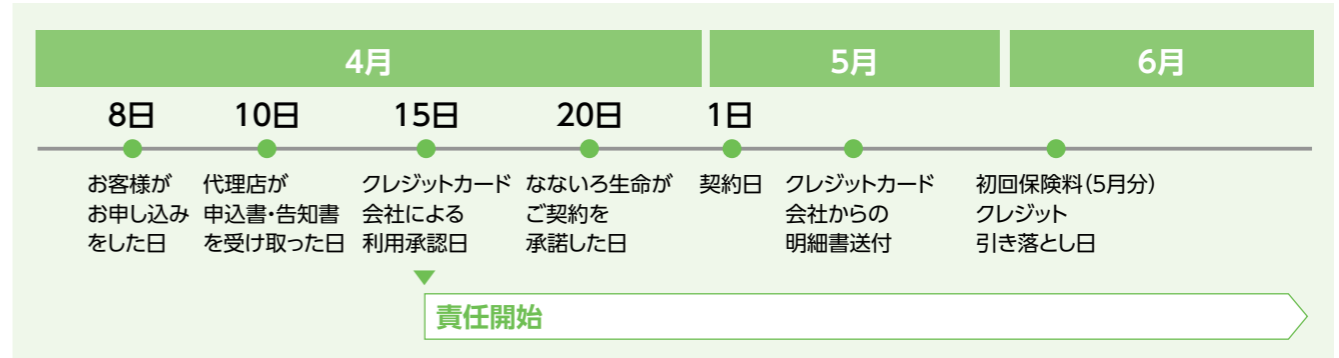 4月
5月
6月
8日
10日
15日
20日
1日
お客様が
お申し込み
をした日
代理店が
申込書・告知書
を受け取った日
クレジットカード
会社による
利用承認日
なないろ生命が
ご契約を
承諾した日
契約日
クレジットカード
会社からの
明細書送付
初回保険料(5月分)
クレジット
引き落とし日
責任開始